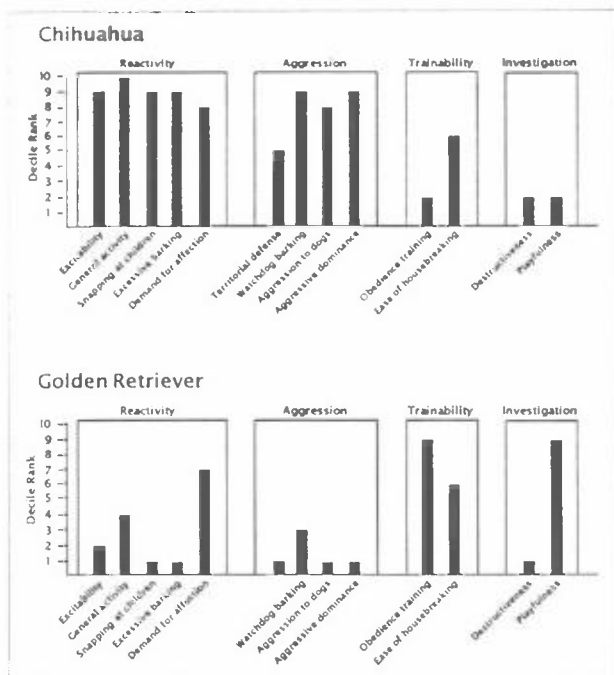 Chihuahua
Reactivity
Aggression
Trainability
Investigation
Decile Rank
10
9
8
7
6
5
4
3
2
1
Excitability
General activity
Snapping at children
Excessive barking
Demand for affection
Territorial defense
Watchdog barking
Aggression to dogs
Aggressive dominance
Obedience training
Ease of housebreaking
Destructiveness
Playfulness
Golden Retriever
Reactivity
Aggression
Trainability
Investigation
Decile Rank
10
9
8
7
6
5
4
3
2
1
Excitability
General activity
Snapping at children
Excessive barking
Demand for affection
Watchdog barking
Aggression to dogs
Aggressive dominance
Obedience training
Ease of housebreaking
Destructiveness
Playfulness